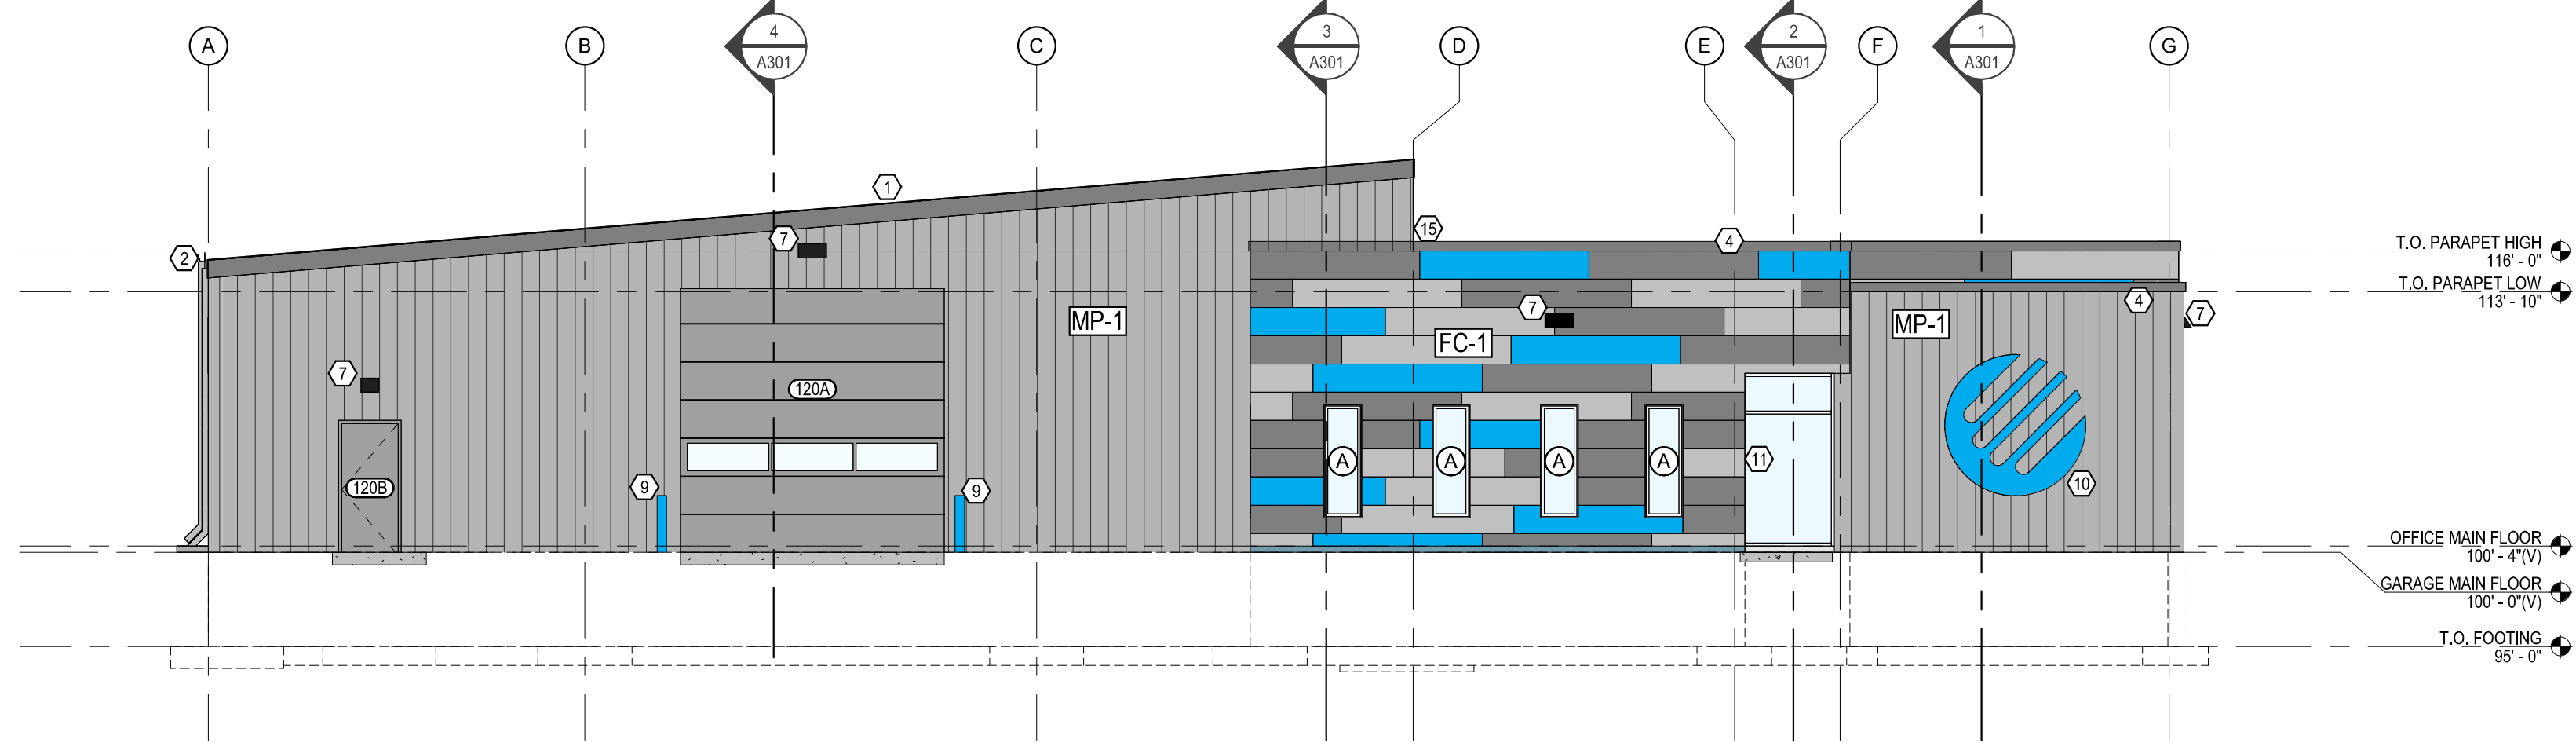 A
B
4
A301
C
3
A301
D
E
2
A301
F
1
A301
G
1
2
7
15
4
T.O. PARAPET HIGH
116' - 0"
T.O. PARAPET LOW
113' - 10"
4
7
7
MP-1
FC-1
MP-1
7
120A
A
A
A
A
11
10
120B
9
9
OFFICE MAIN FLOOR
100' - 4"(V)
GARAGE MAIN FLOOR
100' - 0"(V)
T.O. FOOTING
95' - 0"